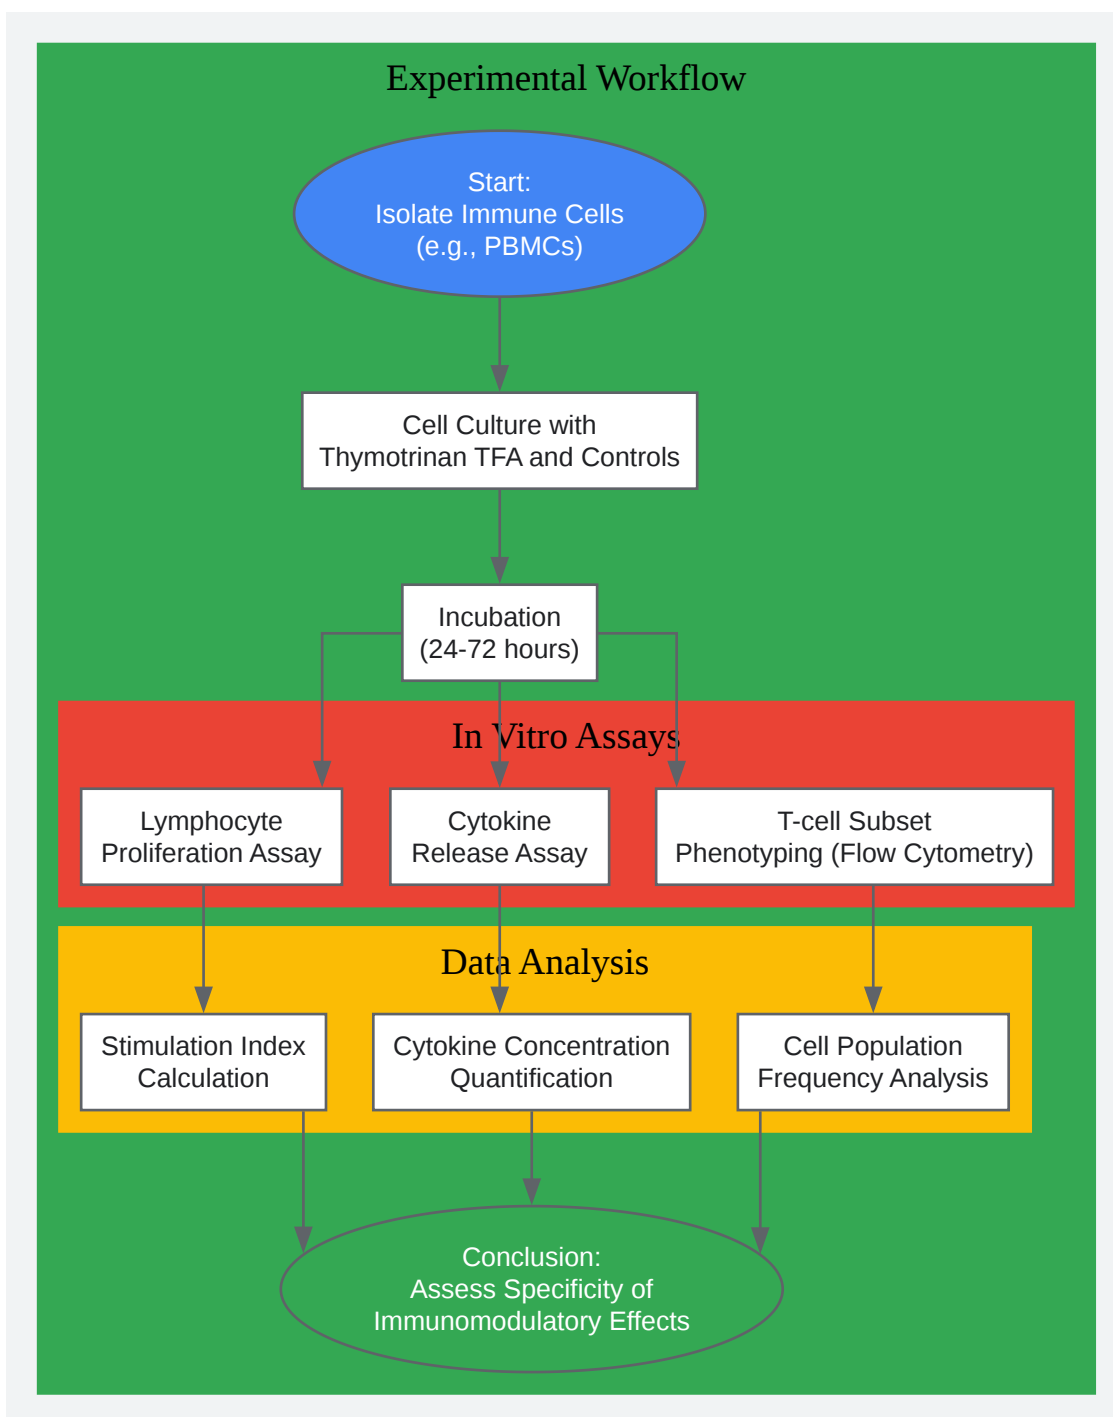 Experimental Workflow
Start:
Isolate Immune Cells
(e.g., PBMCs)
Cell Culture with
Thymotrinan TFA and Controls
Incubation
(24-72 hours)
In Vitro Assays
Lymphocyte
Proliferation Assay
Cytokine
Release Assay
T-cell Subset
Phenotyping (Flow Cytometry)
Data Analysis
Stimulation Index
Calculation
Cytokine Concentration
Quantification
Cell Population
Frequency Analysis
Conclusion:
Assess Specificity of
Immunomodulatory Effects